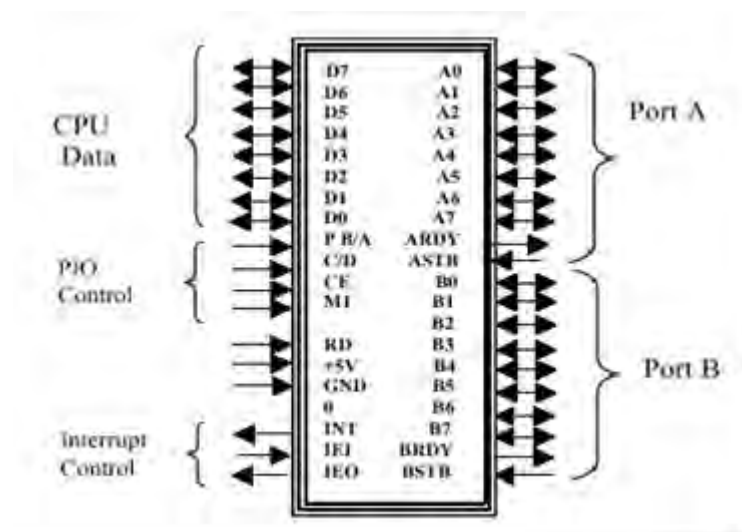 D7 A0
D6 A1
D5 A2
CPU Data
D4 A3
D3 A4
D2 A5
D1 A6
D0 A7
Port A
P B/A ARDY
C/D ASTB
CE B0
M1 B1
PIO Control
B2
RD B3
+5V B4
GND B5
0 B6
INT B7
IEI BRDY
IEO BSTB
Port B
Interrupt Control